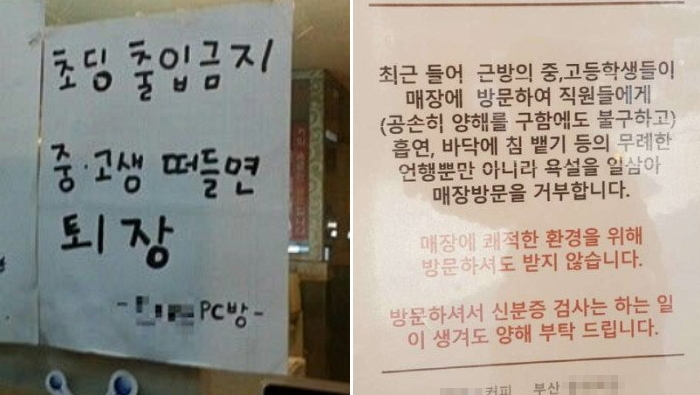 초딩 출입금지
중·고생 떠들면
퇴장
PC방-
최근 들어 근방의 중,고등학생들이
매장에 방문하여 직원들에게
(공손히 양해를 구함에도 불구하고)
흡연, 바닥에 침 뱉기 등의 무례한
언행뿐만 아니라 욕설을 일삼아
매장방문을 거부합니다.
매장에 쾌적한 환경을 위해
방문하셔도 받지 않습니다.
방문하셔서 신분증 검사는 하는 일
이 생겨도 양해 부탁 드립니다.
커피 부산